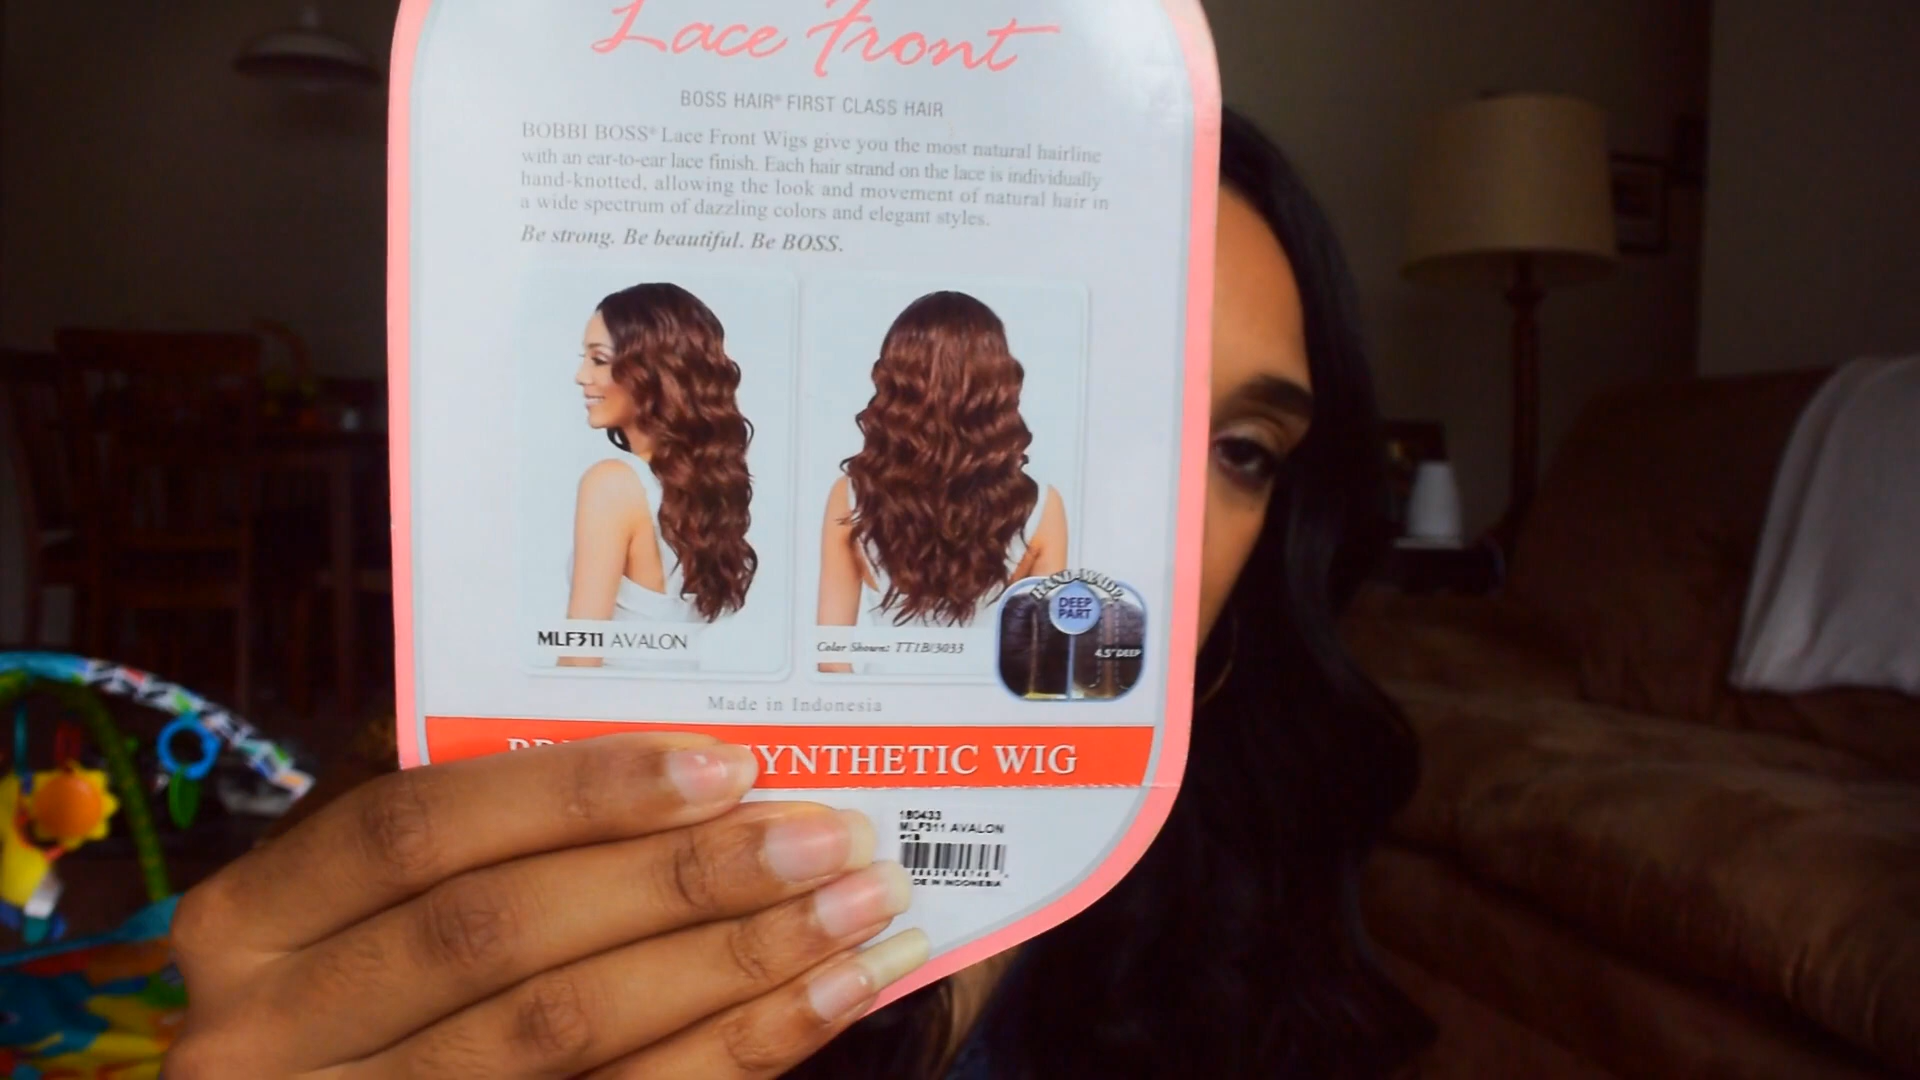 Lace Front
BOSS HAIR® FIRST CLASS HAIR
BOBBI BOSS® Lace Front Wigs give you the most natural hairline
with an ear-to-ear lace finish. Each hair strand on the lace is individually
hand-knotted, allowing the look and movement of natural hair in
a wide spectrum of dazzling colors and elegant styles.
Be strong. Be beautiful. Be BOSS.
HAND-MADE
DEEP
PART
4.5" DEEP
MLF311 AVALON
Color Shown: TT1B/3033
Made in Indonesia
SYNTHETIC WIG
180433
MLF311 AVALON
#1B
DE IN INDONESIA